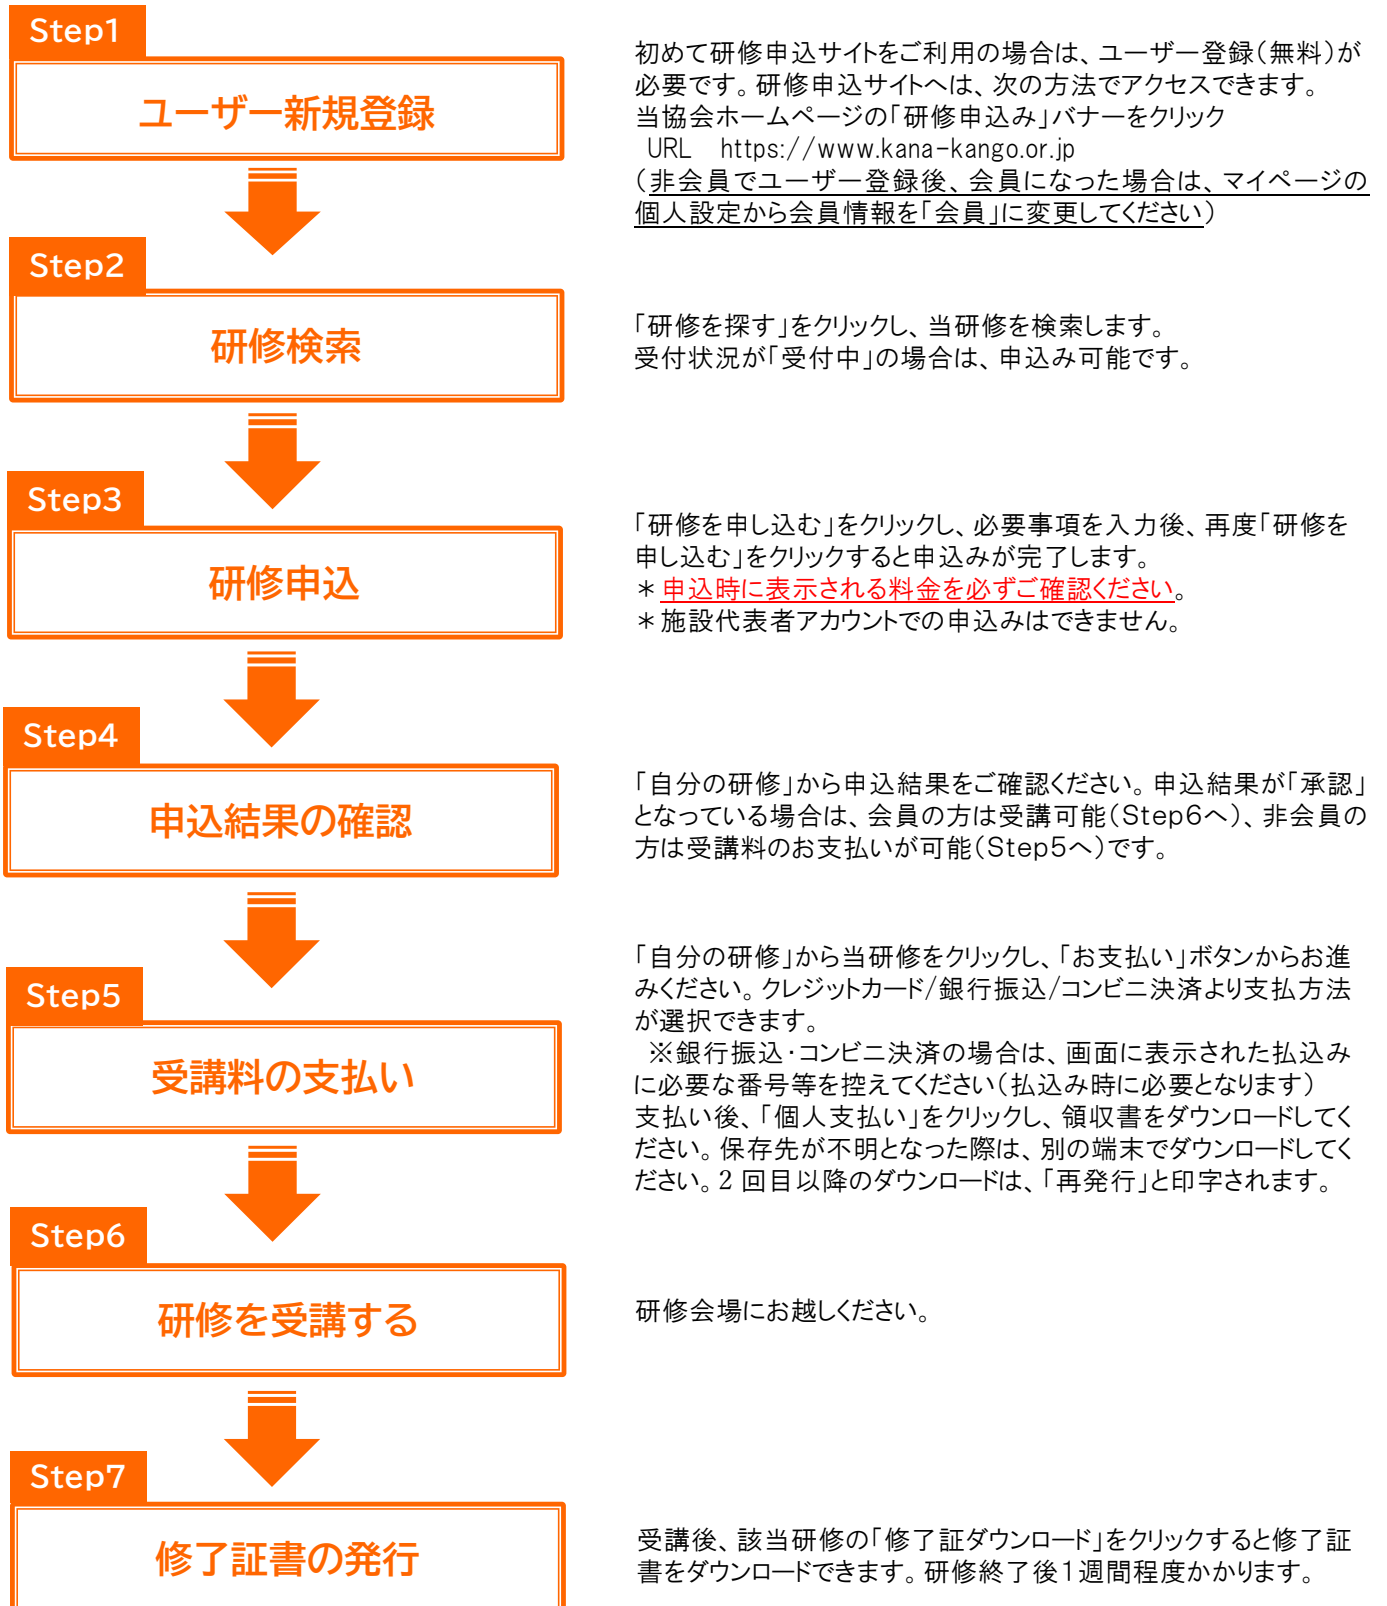 Step1
ユーザー新規登録
初めて研修申込サイトをご利用の場合は、ユーザー登録（無料）が
必要です。研修申込サイトへは、次の方法でアクセスできます。
当協会ホームページの「研修申込み」バナーをクリック
URL　https://www.kana-kango.or.jp
（非会員でユーザー登録後、会員になった場合は、マイページの
個人設定から会員情報を「会員」に変更してください）
Step2
研修検索
「研修を探す」をクリックし、当研修を検索します。
受付状況が「受付中」の場合は、申込み可能です。
Step3
研修申込
「研修を申し込む」をクリックし、必要事項を入力後、再度「研修を
申し込む」をクリックすると申込みが完了します。
＊申込時に表示される料金を必ずご確認ください。
＊施設代表者アカウントでの申込みはできません。
Step4
申込結果の確認
「自分の研修」から申込結果をご確認ください。申込結果が「承認」
となっている場合は、会員の方は受講可能（Step6へ）、非会員の
方は受講料のお支払いが可能（Step5へ）です。
Step5
受講料の支払い
「自分の研修」から当研修をクリックし、「お支払い」ボタンからお進
みください。クレジットカード/銀行振込/コンビニ決済より支払方法
が選択できます。
※銀行振込・コンビニ決済の場合は、画面に表示された払込み
に必要な番号等を控えてください（払込み時に必要となります）
支払い後、「個人支払い」をクリックし、領収書をダウンロードしてく
ださい。保存先が不明となった際は、別の端末でダウンロードしてく
ださい。2 回目以降のダウンロードは、「再発行」と印字されます。
Step6
研修を受講する
研修会場にお越しください。
Step7
修了証書の発行
受講後、該当研修の「修了証ダウンロード」をクリックすると修了証
書をダウンロードできます。研修終了後１週間程度かかります。